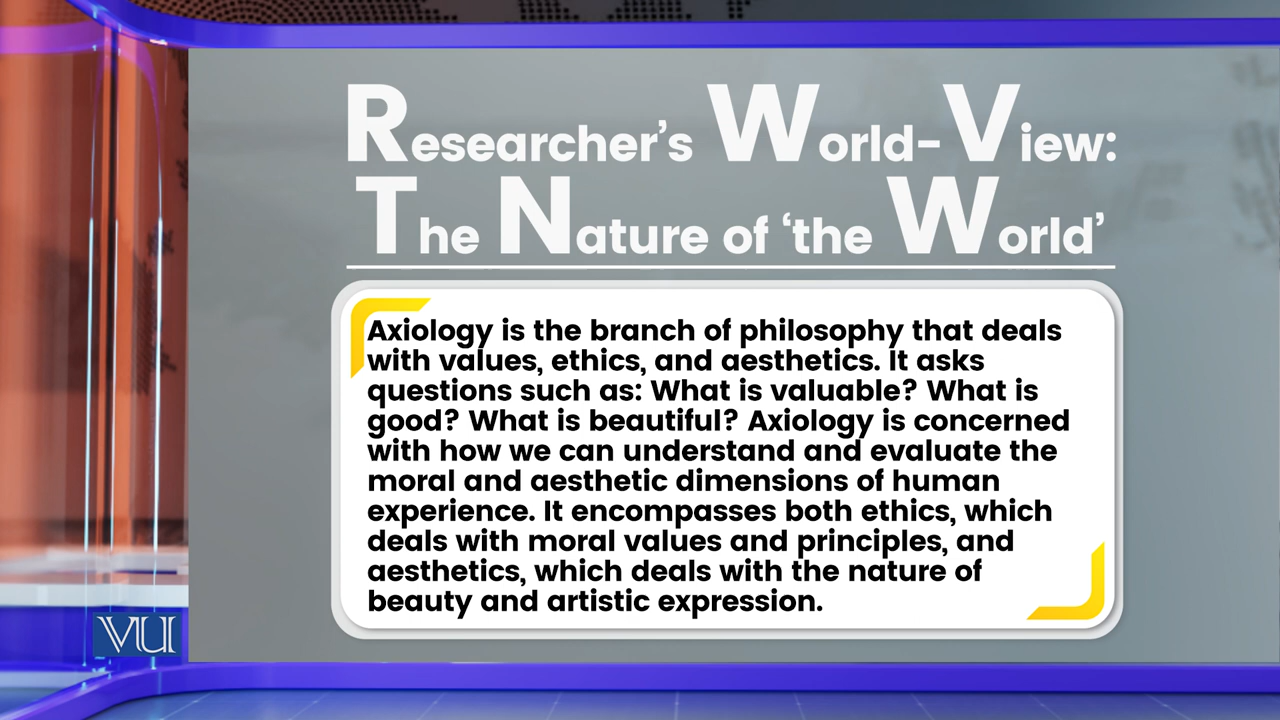 Researcher's World-View:
The Nature of 'the World'
Axiology is the branch of philosophy that deals
with values, ethics, and aesthetics. It asks
questions such as: What is valuable? What is
good? What is beautiful? Axiology is concerned
with how we can understand and evaluate the
moral and aesthetic dimensions of human
experience. It encompasses both ethics, which
deals with moral values and principles, and
aesthetics, which deals with the nature of
beauty and artistic expression.
VU